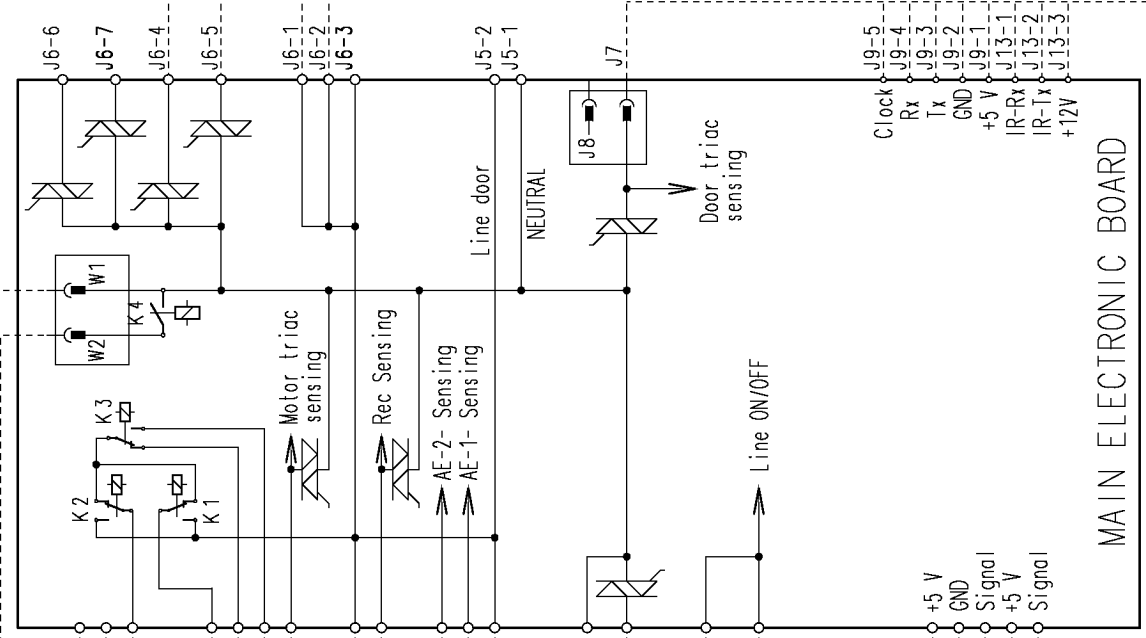 J6-6
J6-7
J6-4
J6-5
J6-1
J6-2
J6-3
J5-2
J5-1
J7
J9-5
J9-4
J9-3
J9-2
J9-1
J13-1
J13-2
J13-3
Clock
Rx
Tx
GND
+5 V
IR-Rx
IR-Tx
+12V
J8
Door triac
sensing
Line door
NEUTRAL
W1
W2
K4
K3
K2
K1
Motor triac
sensing
Rec Sensing
AE-2- Sensing
AE-1- Sensing
Line ON/OFF
MAIN ELECTRONIC BOARD
+5 V
GND
Signal
+5 V
Signal